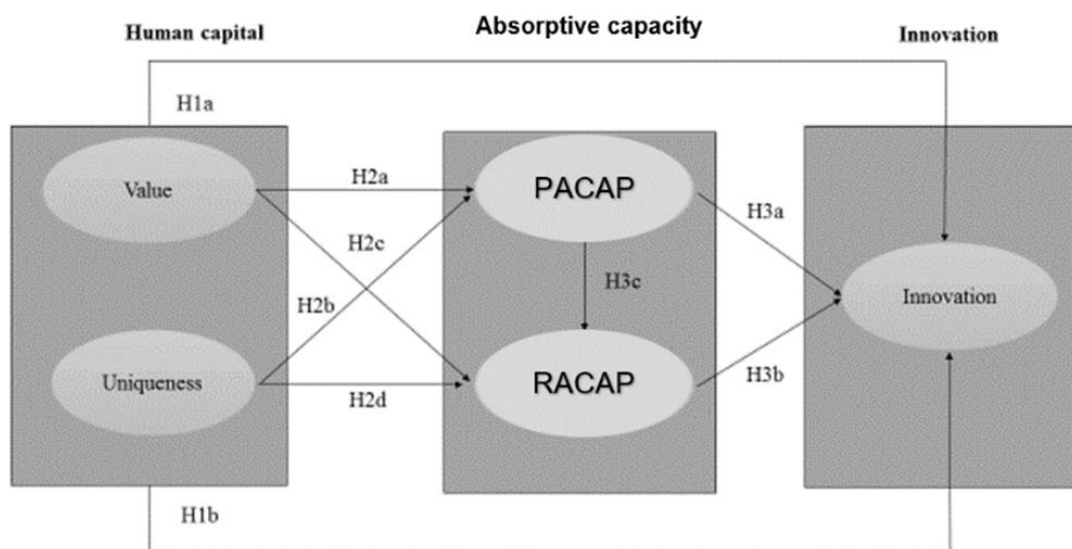 Human capital
Absorptive capacity
Innovation
H1a
Value
H2a
PACAP
H3a
H2c
H2b
H3c
Innovation
Uniqueness
H2d
RACAP
H3b
H1b